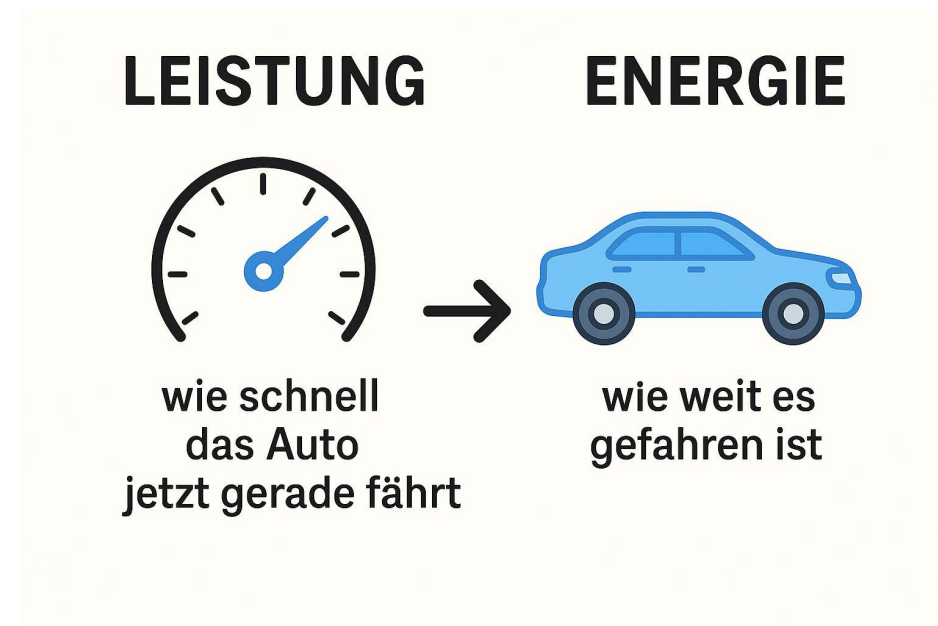 LEISTUNG
wie schnell
das Auto
jetzt gerade fährt
ENERGIE
wie weit es
gefahren ist